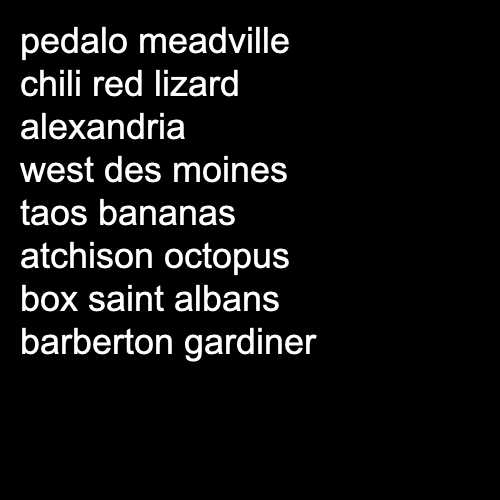 pedalo meadville
chili red lizard
alexandria
west des moines
taos bananas
atchison octopus
box saint albans
barberton gardiner